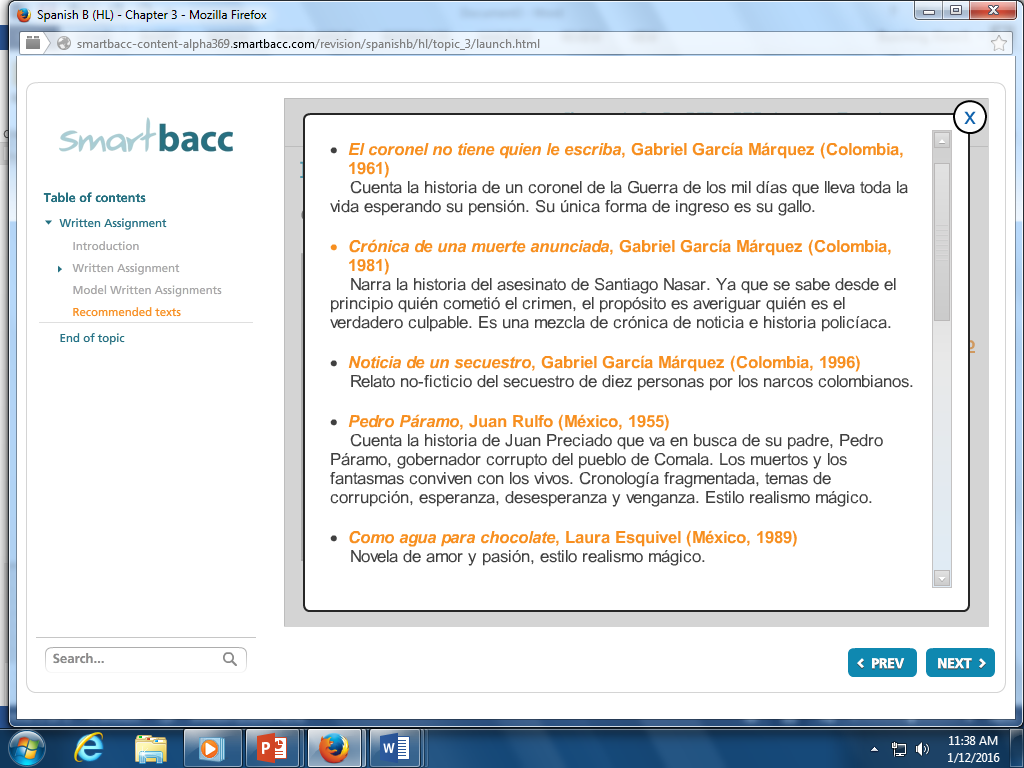 Spanish B (HL) - Chapter 3 - Mozilla Firefox
smartbacc-content-alpha369.smartbacc.com/revision/spanishb/hl/topic_3/launch.html
smartbacc
Table of contents
Written Assignment
Introduction
Written Assignment
Model Written Assignments
Recommended texts
End of topic
Search...
X
• El coronel no tiene quien le escriba, Gabriel García Márquez (Colombia,
1961)
Cuenta la historia de un coronel de la Guerra de los mil días que lleva toda la
vida esperando su pensión. Su única forma de ingreso es su gallo.
• Crónica de una muerte anunciada, Gabriel García Márquez (Colombia,
1981)
Narra la historia del asesinato de Santiago Nasar. Ya que se sabe desde el
principio quién cometió el crimen, el propósito es averiguar quién es el
verdadero culpable. Es una mezcla de crónica de noticia e historia policíaca.
• Noticia de un secuestro, Gabriel García Márquez (Colombia, 1996)
Relato no-ficticio del secuestro de diez personas por los narcos colombianos.
• Pedro Páramo, Juan Rulfo (México, 1955)
Cuenta la historia de Juan Preciado que va en busca de su padre, Pedro
Páramo, gobernador corrupto del pueblo de Comala. Los muertos y los
fantasmas conviven con los vivos. Cronología fragmentada, temas de
corrupción, esperanza, desesperanza y venganza. Estilo realismo mágico.
• Como agua para chocolate, Laura Esquivel (México, 1989)
Novela de amor y pasión, estilo realismo mágico.
PREV
NEXT
11:38 AM
1/12/2016